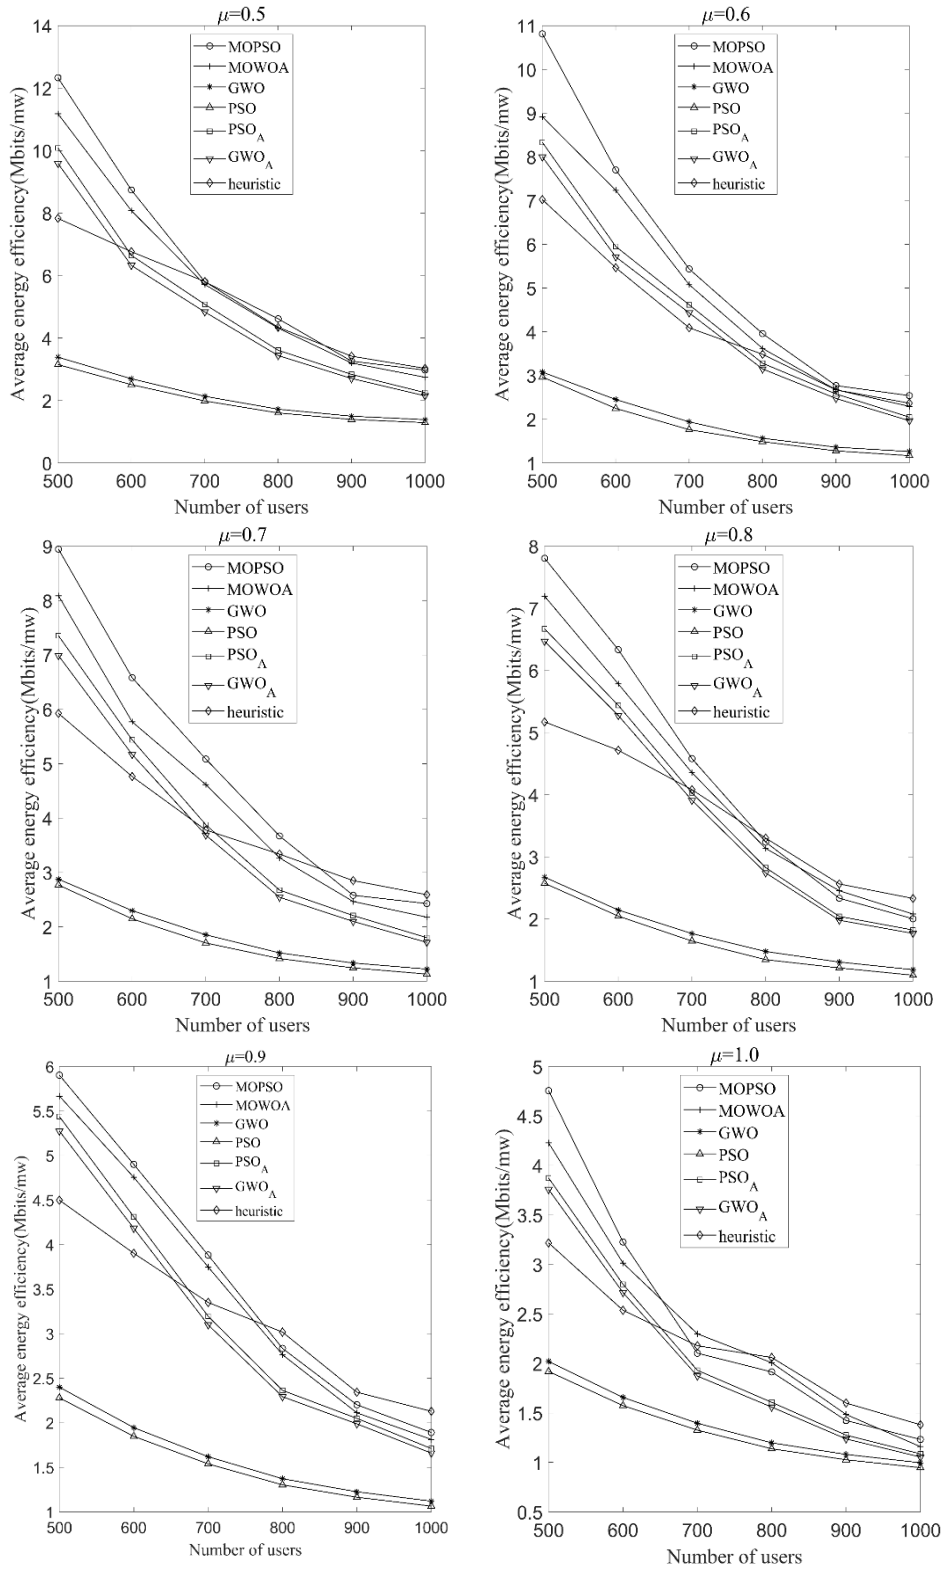 μ=0.5
14
12
10
8
6
4
2
0
Average energy efficiency(Mbits/mw)
MOPSO
MOWOA
GWO
PSO
PSO_A
GWO_A
heuristic
500 600 700 800 900 1000
Number of users
μ=0.6
11
10
9
8
7
6
5
4
3
2
1
Average energy efficiency(Mbits/mw)
MOPSO
MOWOA
GWO
PSO
PSO_A
GWO_A
heuristic
500 600 700 800 900 1000
Number of users
μ=0.7
9
8
7
6
5
4
3
2
1
Average energy efficiency(Mbits/mw)
MOPSO
MOWOA
GWO
PSO
PSO_A
GWO_A
heuristic
500 600 700 800 900 1000
Number of users
μ=0.8
8
7
6
5
4
3
2
1
Average energy efficiency(Mbits/mw)
MOPSO
MOWOA
GWO
PSO
PSO_A
GWO_A
heuristic
500 600 700 800 900 1000
Number of users
μ=0.9
6
5.5
5
4.5
4
3.5
3
2.5
2
1.5
1
Average energy efficiency(Mbits/mw)
MOPSO
MOWOA
GWO
PSO
PSO_A
GWO_A
heuristic
500 600 700 800 900 1000
Number of users
μ=1.0
5
4.5
4
3.5
3
2.5
2
1.5
1
0.5
Average energy efficiency(Mbits/mw)
MOPSO
MOWOA
GWO
PSO
PSO_A
GWO_A
heuristic
500 600 700 800 900 1000
Number of users